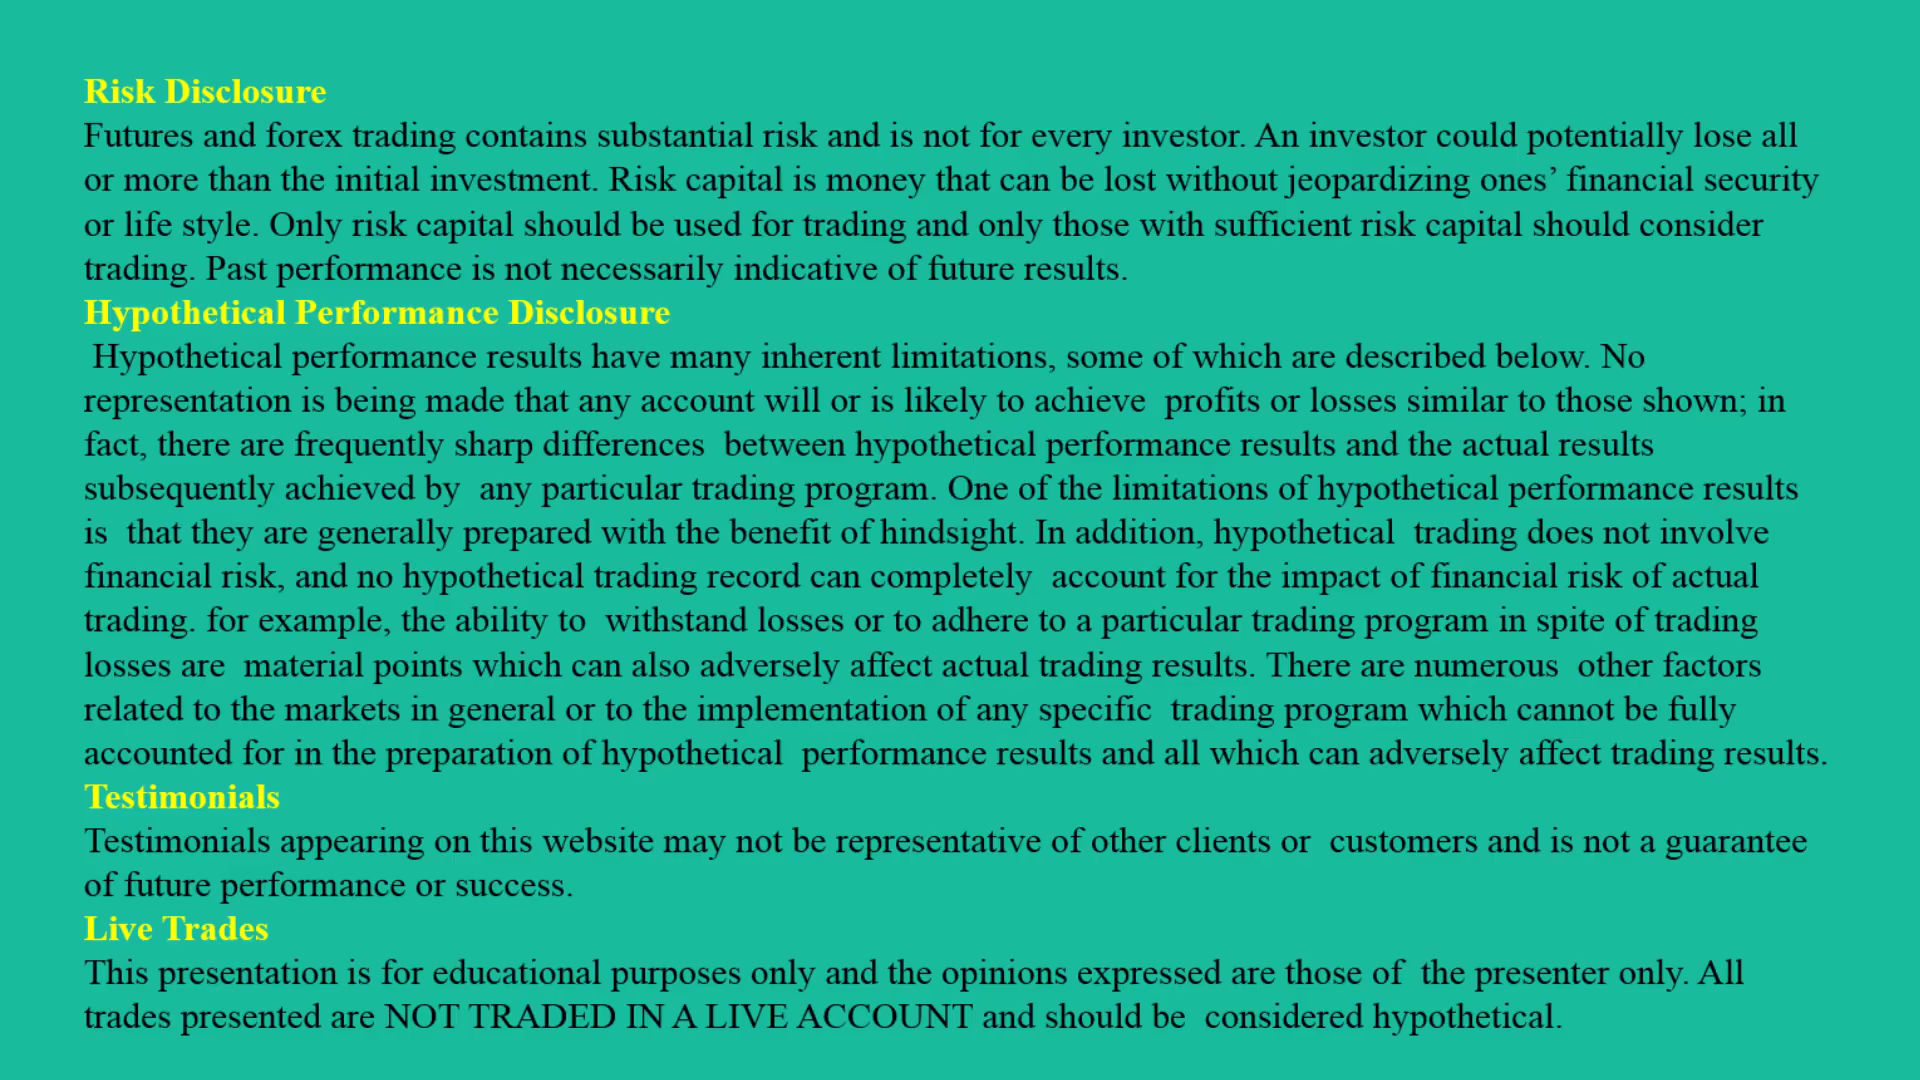 Risk Disclosure
Futures and forex trading contains substantial risk and is not for every investor. An investor could potentially lose all
or more than the initial investment. Risk capital is money that can be lost without jeopardizing ones’ financial security
or life style. Only risk capital should be used for trading and only those with sufficient risk capital should consider
trading. Past performance is not necessarily indicative of future results.
Hypothetical Performance Disclosure
Hypothetical performance results have many inherent limitations, some of which are described below. No
representation is being made that any account will or is likely to achieve  profits or losses similar to those shown; in
fact, there are frequently sharp differences  between hypothetical performance results and the actual results
subsequently achieved by  any particular trading program. One of the limitations of hypothetical performance results
is  that they are generally prepared with the benefit of hindsight. In addition, hypothetical  trading does not involve
financial risk, and no hypothetical trading record can completely  account for the impact of financial risk of actual
trading. for example, the ability to  withstand losses or to adhere to a particular trading program in spite of trading
losses are  material points which can also adversely affect actual trading results. There are numerous  other factors
related to the markets in general or to the implementation of any specific  trading program which cannot be fully
accounted for in the preparation of hypothetical  performance results and all which can adversely affect trading results.
Testimonials
Testimonials appearing on this website may not be representative of other clients or  customers and is not a guarantee
of future performance or success.
Live Trades
This presentation is for educational purposes only and the opinions expressed are those of  the presenter only. All
trades presented are NOT TRADED IN A LIVE ACCOUNT and should be  considered hypothetical.